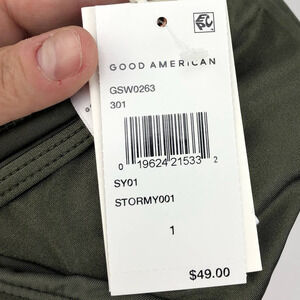 GOOD AMERICAN
GSW0263
301
0 19624 21533 2
SY01
STORMY001
1
$49.00